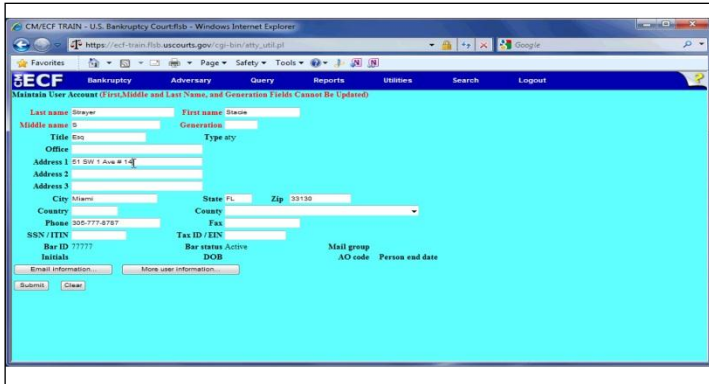 CM/ECF TRAIN - U.S. Bankruptcy Court:flsb - Windows Internet Explorer
https://ecf-train.flsb.uscourts.gov/cgi-bin/atty_util.pl
Google
Favorites Page Safety Tools
ECF Bankruptcy Adversary Query Reports Utilities Search Logout ?
Maintain User Account (First,Middle and Last Name, and Generation Fields Cannot Be Updated)
Last name Strayer First name Stacie
Middle name S Generation
Title Esq Type aty
Office
Address 1 51 SW 1 Ave # 14
Address 2
Address 3
City Miami State FL Zip 33130
Country County
Phone 305-777-8787 Fax
SSN / ITIN Tax ID / EIN
Bar ID 77777 Bar status Active Mail group
Initials DOB AO code Person end date
Email information... More user information...
Submit Clear